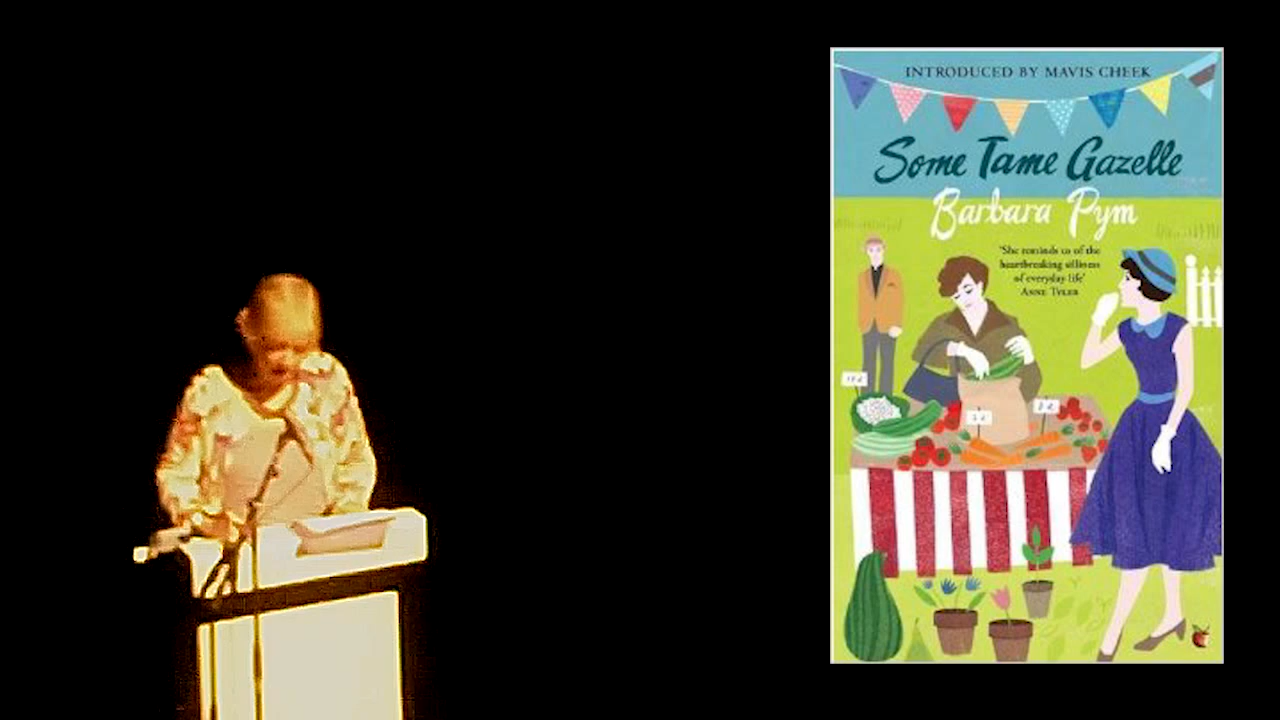 INTRODUCED BY MAVIS CHEEK
Some Tame Gazelle
Barbara Pym
'She reminds us of the
heartbreaking silliness
of everyday life'
ANNE TYLER